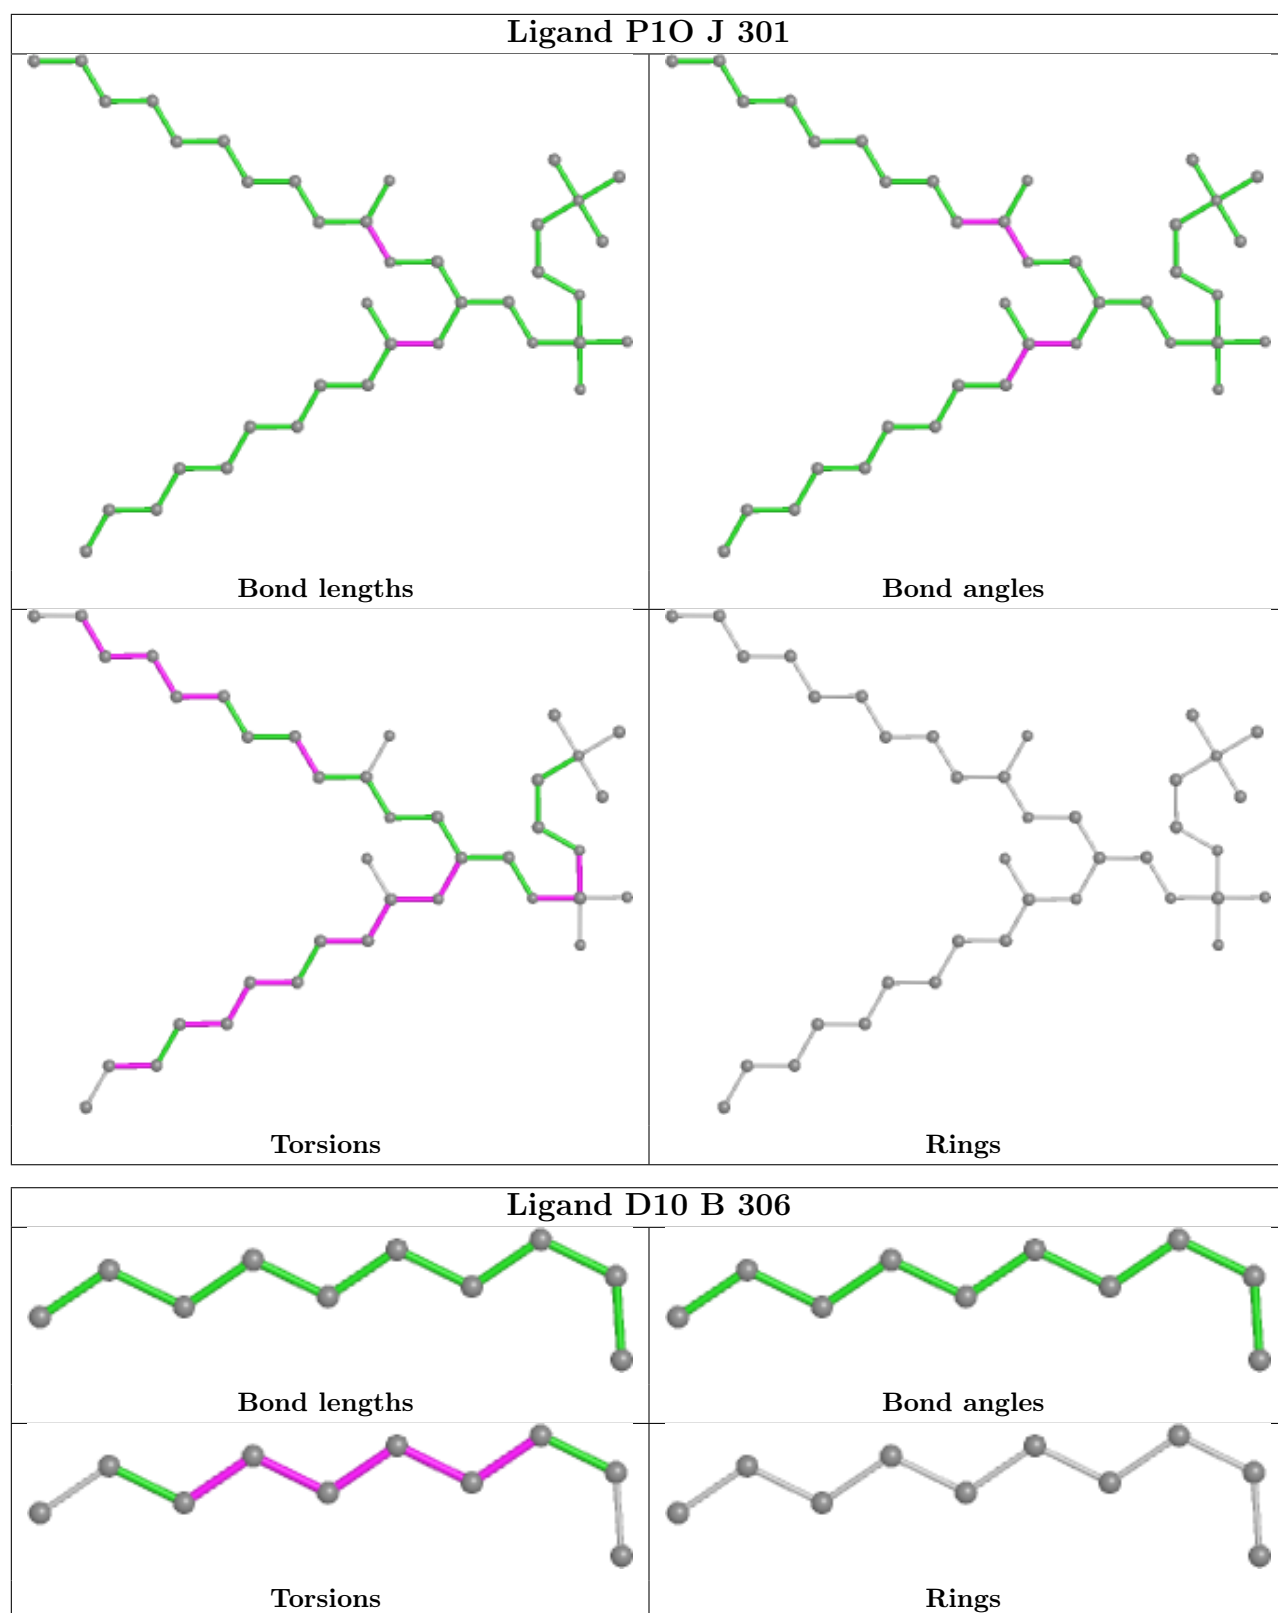 Ligand P1O J 301
Bond lengths
Bond angles
Torsions
Rings
Ligand D10 B 306
Bond lengths
Bond angles
Torsions
Rings